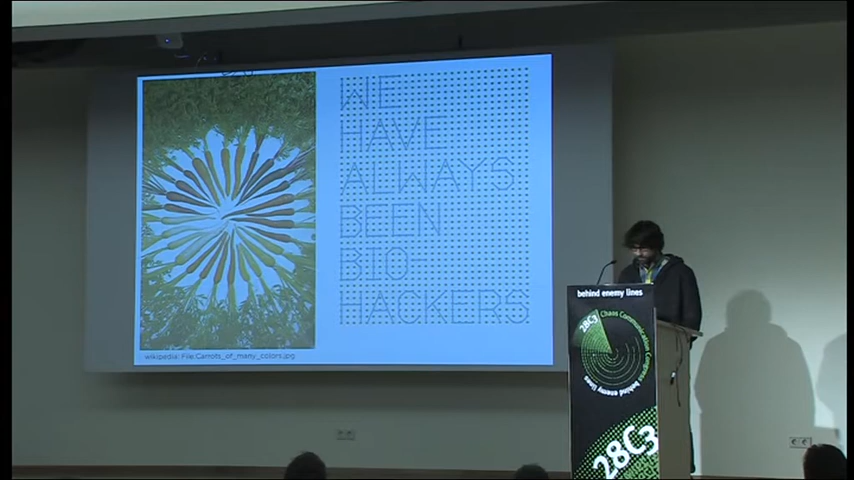 WE
HAVE
ALWAYS
BEEN
BIO-
HACKERS
wikipedia: File:Carrots_of_many_colors.jpg
behind enemy lines
28C3
Chaos Communication Congress
behind enemy lines
28C3